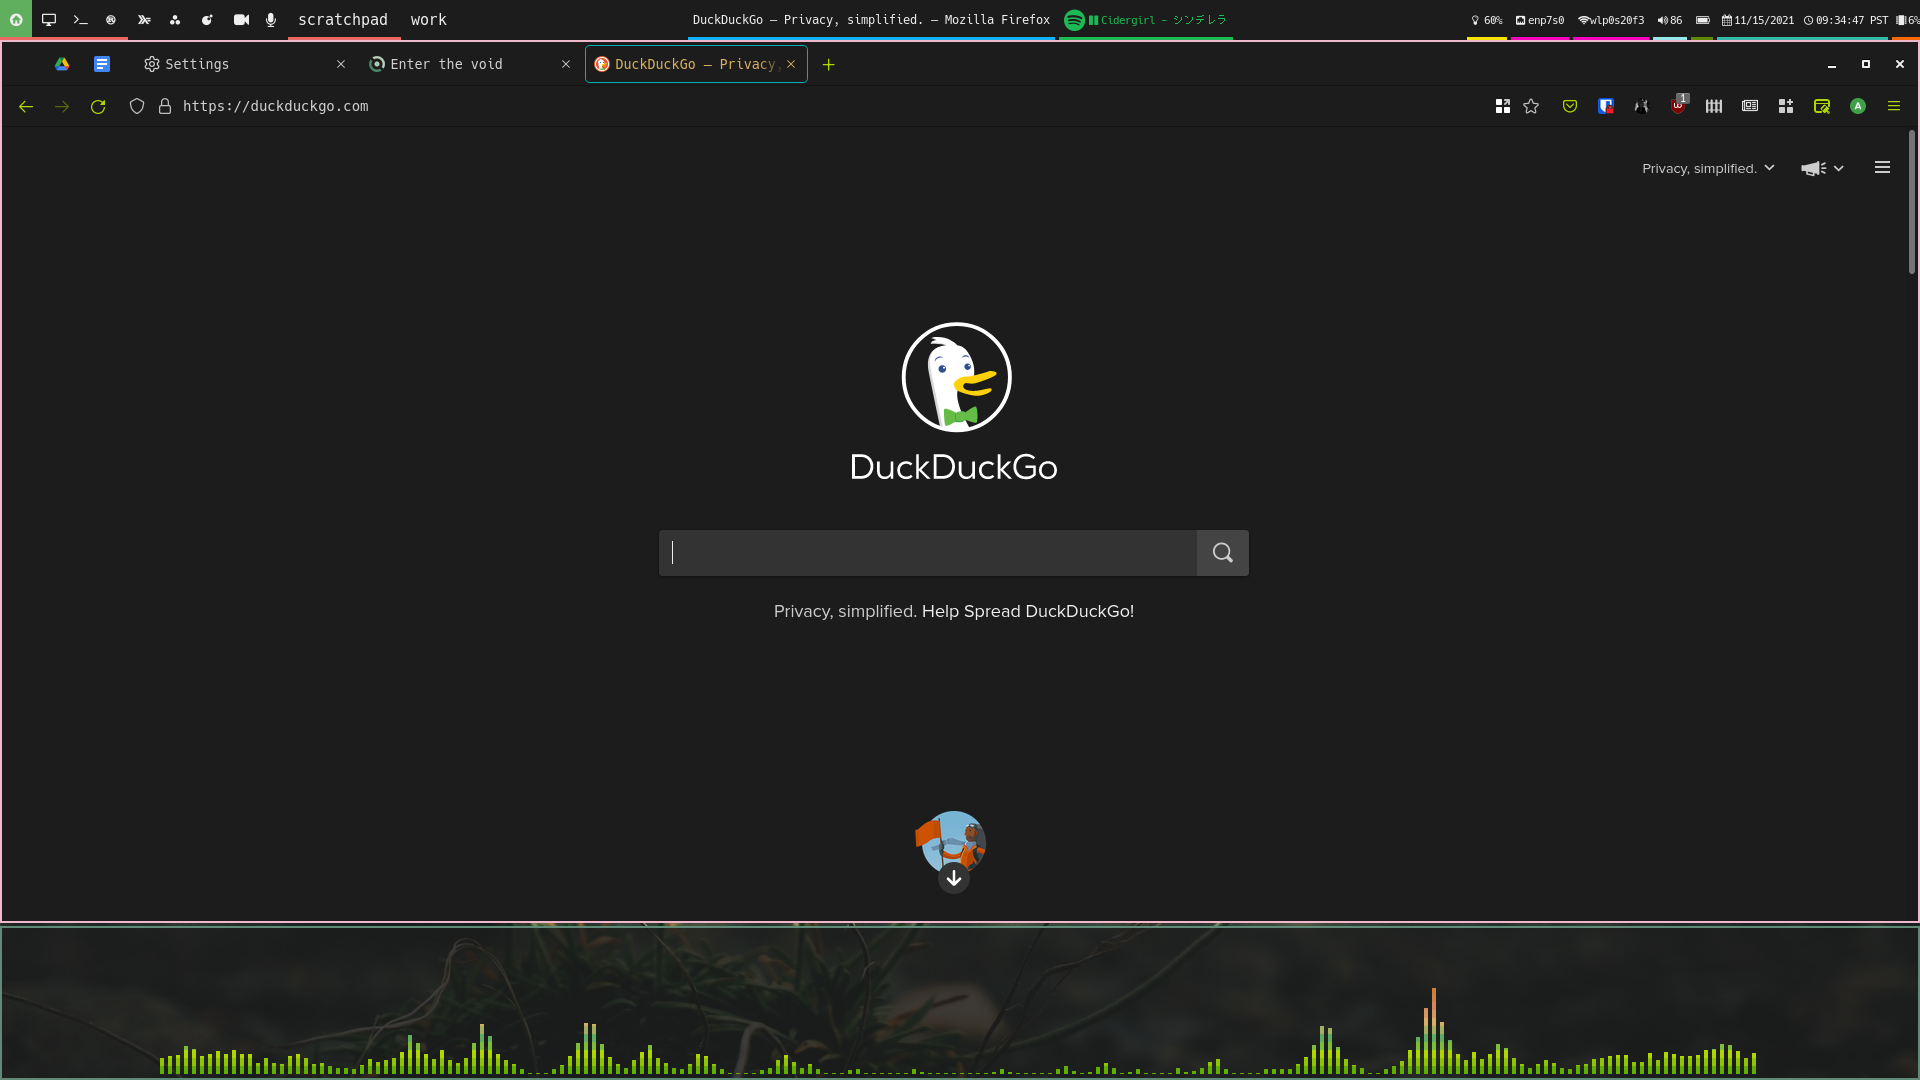 scratchpad work DuckDuckGo — Privacy, simplified. — Mozilla Firefox Cidergirl - シンデレラ 60% enp7s0 wlp0s20f3 86 11/15/2021 09:34:47 PST 6%
Settings Enter the void DuckDuckGo — Privacy,
https://duckduckgo.com 1 A
Privacy, simplified.
DuckDuckGo
Privacy, simplified. Help Spread DuckDuckGo!